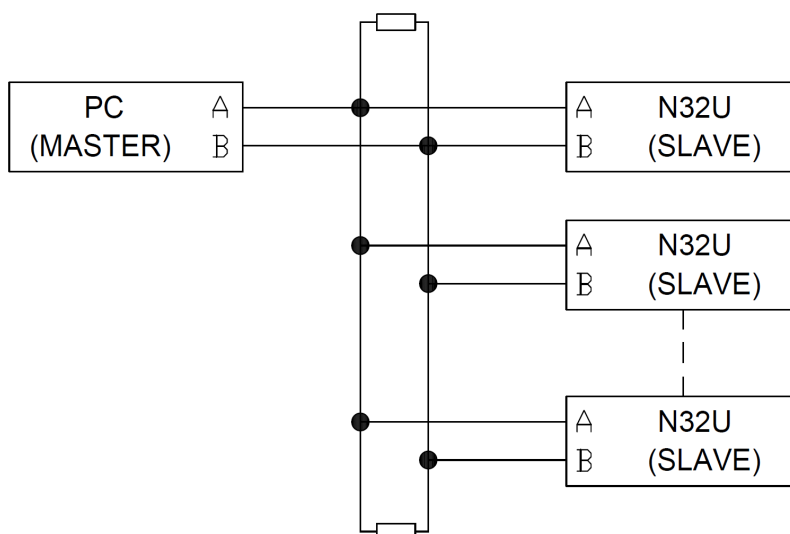 PC A
(MASTER) B
A N32U
B (SLAVE)
A N32U
B (SLAVE)
A N32U
B (SLAVE)